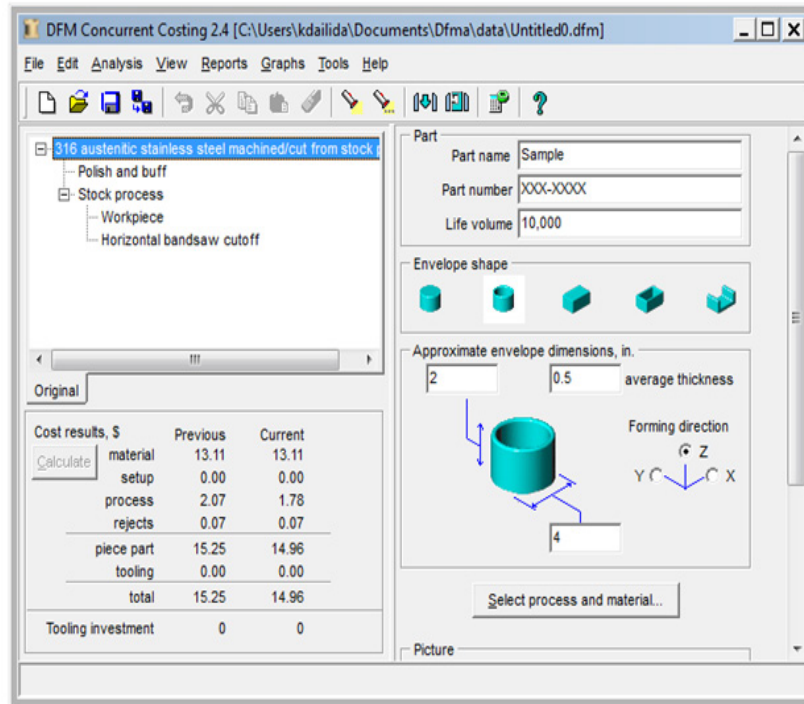 DFM Concurrent Costing 2.4 [C:\Users\kdailida\Documents\Dfma\data\Untitled0.dfm]
File Edit Analysis View Reports Graphs Tools Help
316 austenitic stainless steel machined/cut from stock
Polish and buff
Stock process
Workpiece
Horizontal bandsaw cutoff
Original
Cost results, $ Previous Current
Calculate
material 13.11 13.11
setup 0.00 0.00
process 2.07 1.78
rejects 0.07 0.07
piece part 15.25 14.96
tooling 0.00 0.00
total 15.25 14.96
Tooling investment 0 0
Part
Part name Sample
Part number XXX-XXXX
Life volume 10,000
Envelope shape
Approximate envelope dimensions, in.
2 0.5 average thickness
Forming direction
Z
Y X
4
Select process and material...
Picture